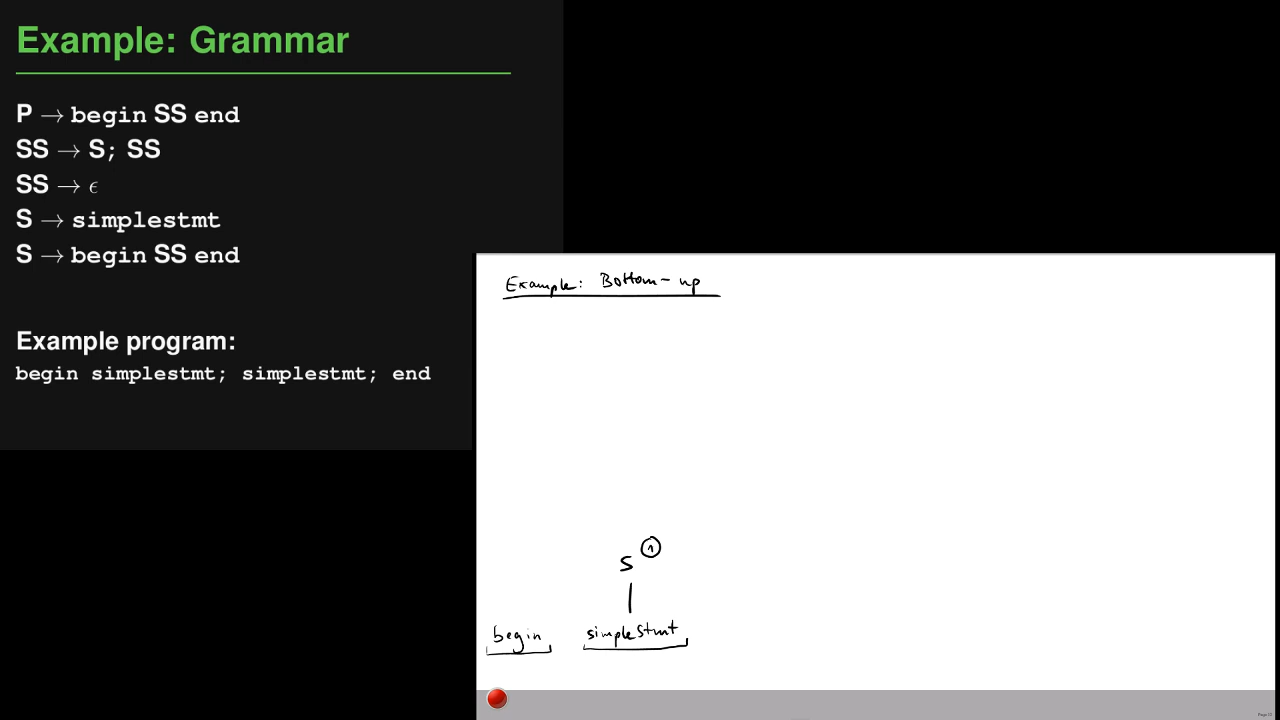 Example: Grammar
P → begin SS end
SS → S; SS
SS → ϵ
S → simplestmt
S → begin SS end
Example program:
begin simplestmt; simplestmt; end
Example: Bottom-up
1
S
begin simpleStmt